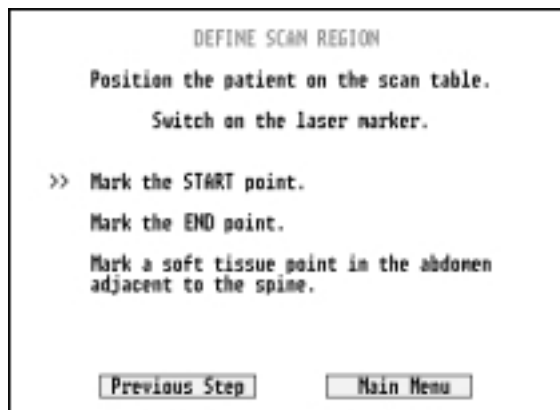 DEFINE SCAN REGION
Position the patient on the scan table.
Switch on the laser marker.
>> Mark the START point.
Mark the END point.
Mark a soft tissue point in the abdomen
adjacent to the spine.
Previous Step Main Menu